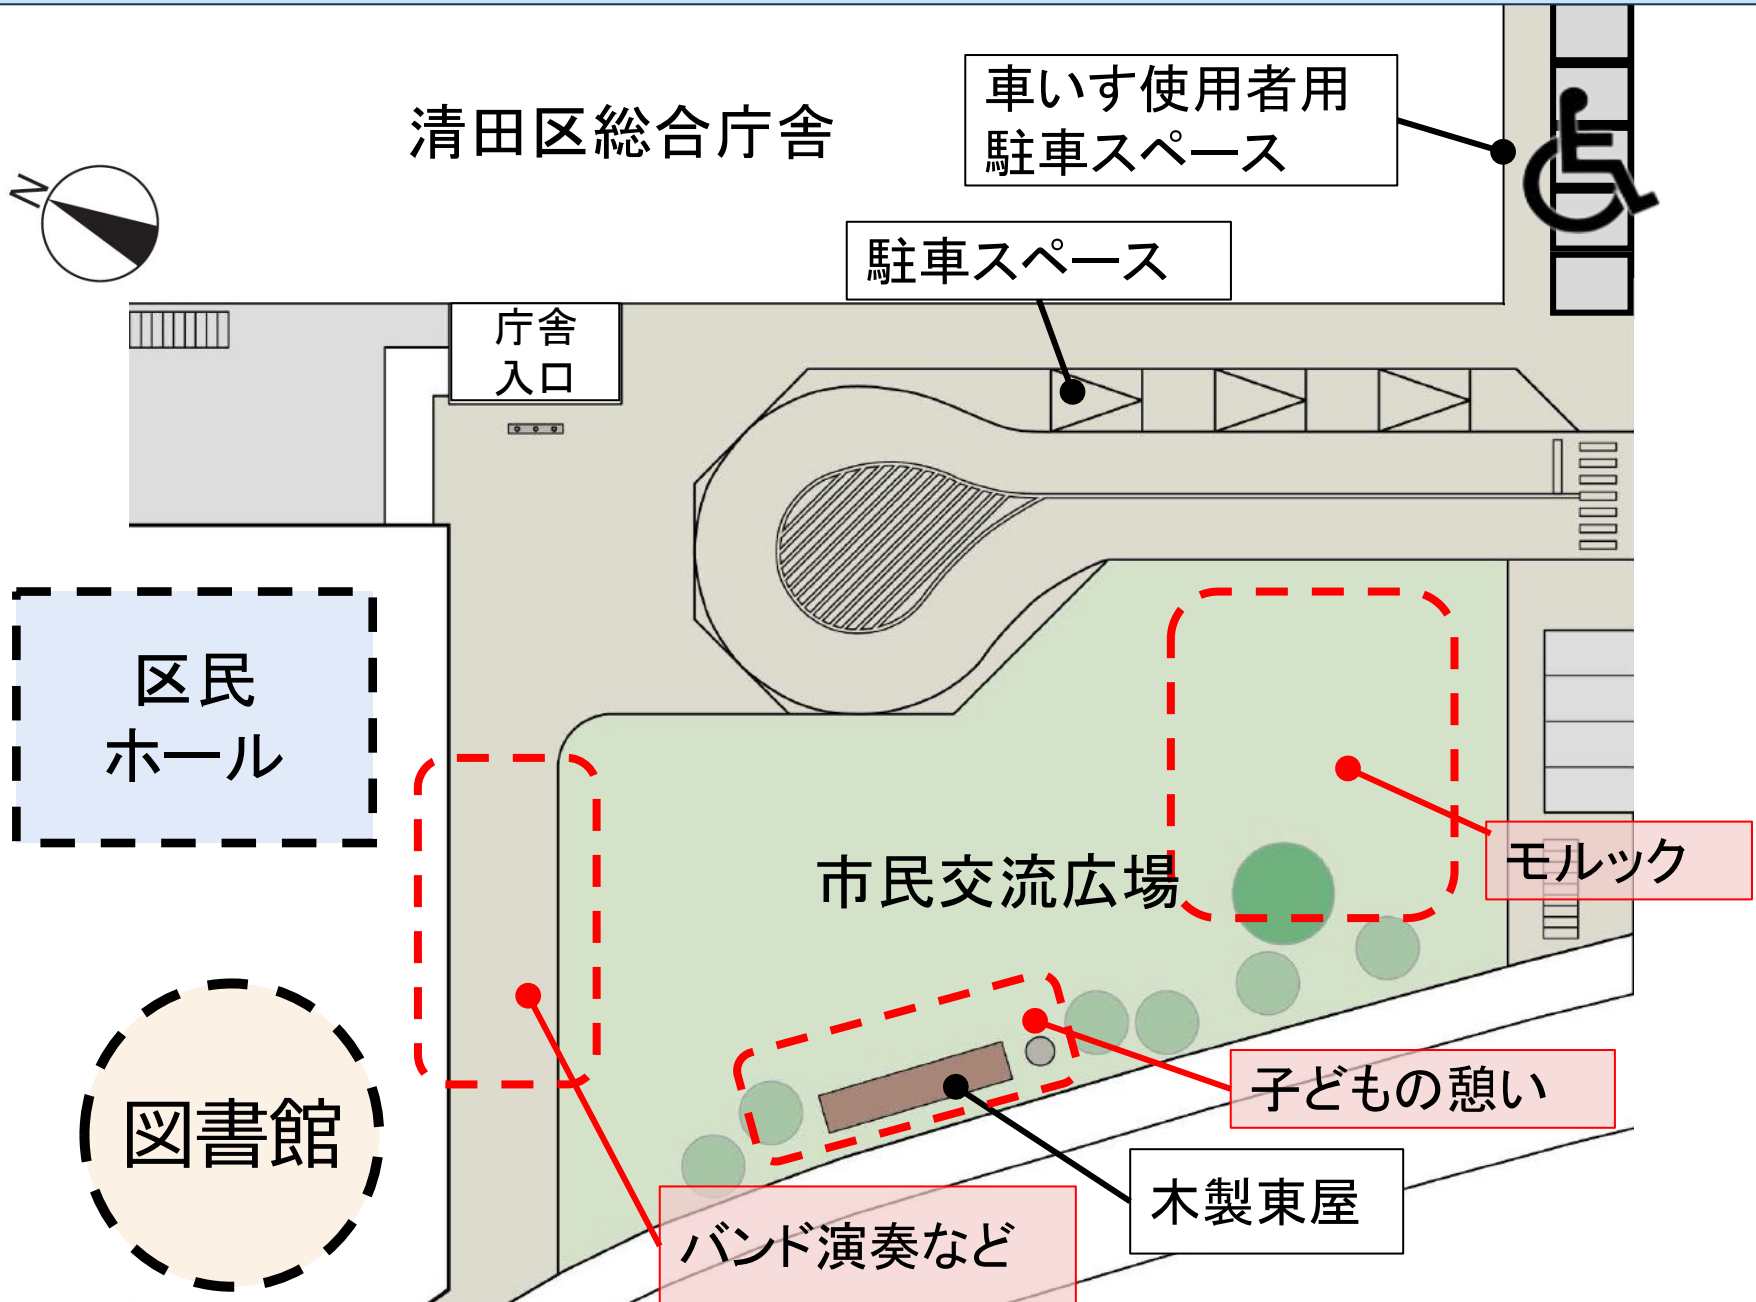 清田区総合庁舎
車いす使用者用
駐車スペース
N
駐車スペース
庁舎
入口
区民
ホール
市民交流広場
モルック
子どもの憩い
図書館
木製東屋
バンド演奏など